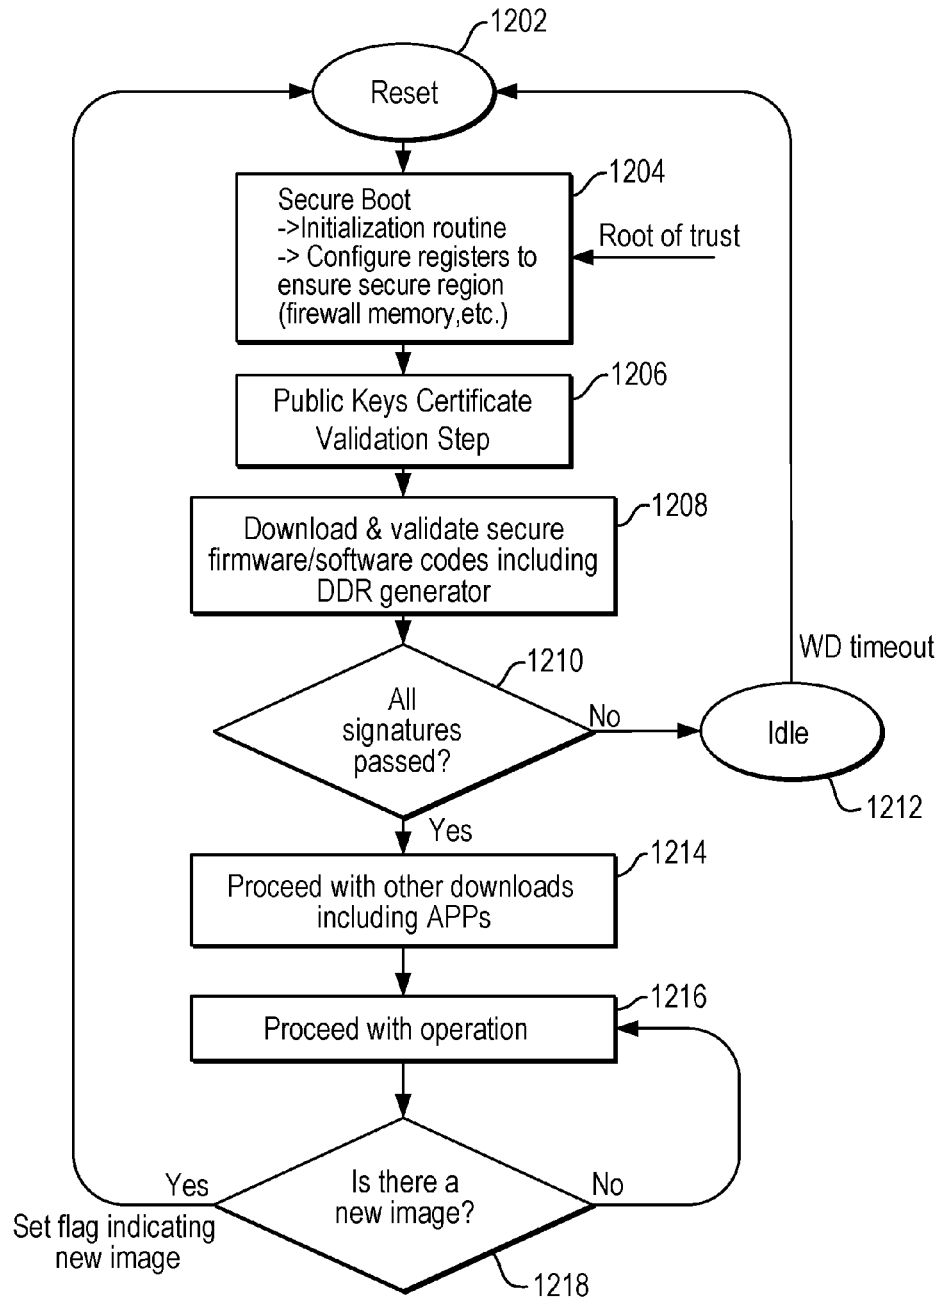 1202
Reset
1204
Secure Boot
->Initialization routine
-> Configure registers to
ensure secure region
(firewall memory,etc.)
Root of trust
1206
Public Keys Certificate
Validation Step
1208
Download & validate secure
firmware/software codes including
DDR generator
1210
All
signatures
passed?
No
WD timeout
Idle
1212
Yes
1214
Proceed with other downloads
including APPs
1216
Proceed with operation
Is there a
new image?
Yes
No
Set flag indicating
new image
1218